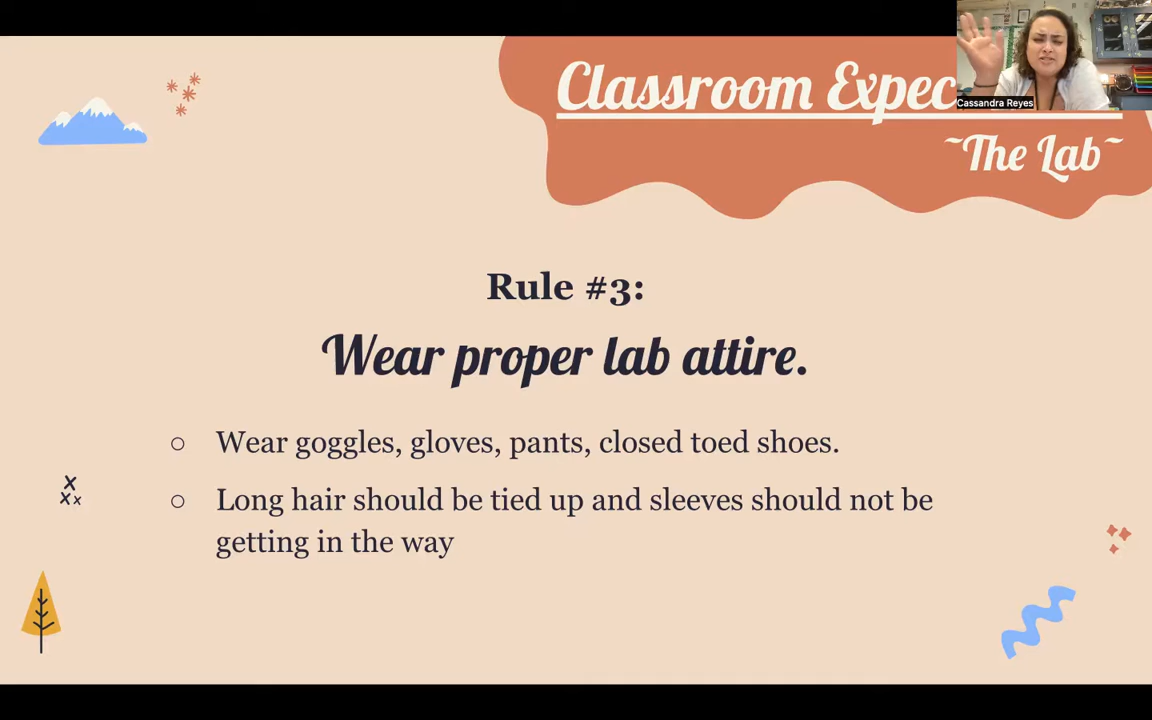 Classroom Expec
Cassandra Reyes
~The Lab~
Rule #3:
Wear proper lab attire.
○ Wear goggles, gloves, pants, closed toed shoes.
○ Long hair should be tied up and sleeves should not be
getting in the way